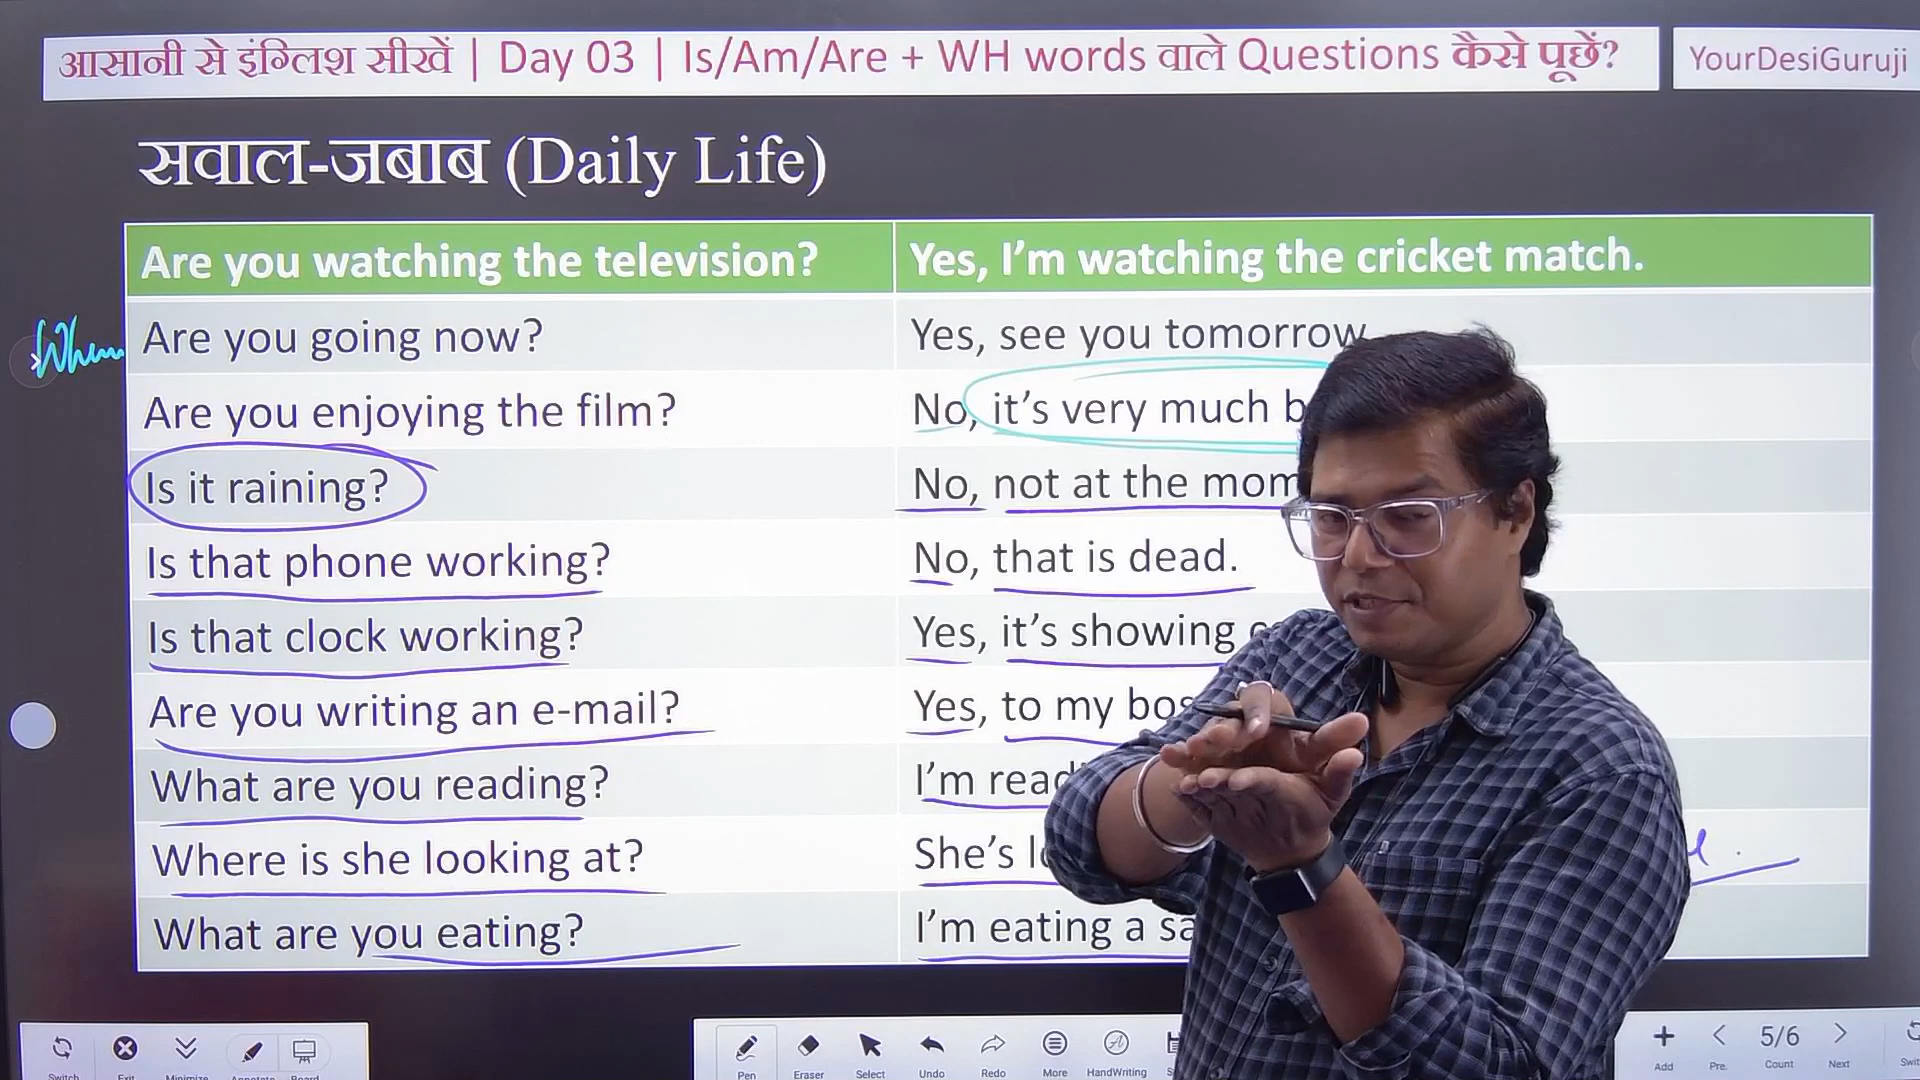 आसानी से इंग्लिश सीखें | Day 03 | Is/Am/Are + WH words वाले Questions कैसे पूछें?
YourDesiGuruji
सवाल-जबाब (Daily Life)
Are you watching the television? Yes, I'm watching the cricket match.
Are you going now? Yes, see you tomorrow
Are you enjoying the film? No, it's very much
Is it raining? No, not at the
Is that phone working? No, that is dead.
Is that clock working? Yes, it's showing
Are you writing an e-mail? Yes, to my
What are you reading? I'm
Where is she looking at? She's
What are you eating? I'm eating a
Switch Exit Minimize Annotate Board Pen Eraser Select Undo Redo More HandWriting Add Pre. 5/6 Count Next